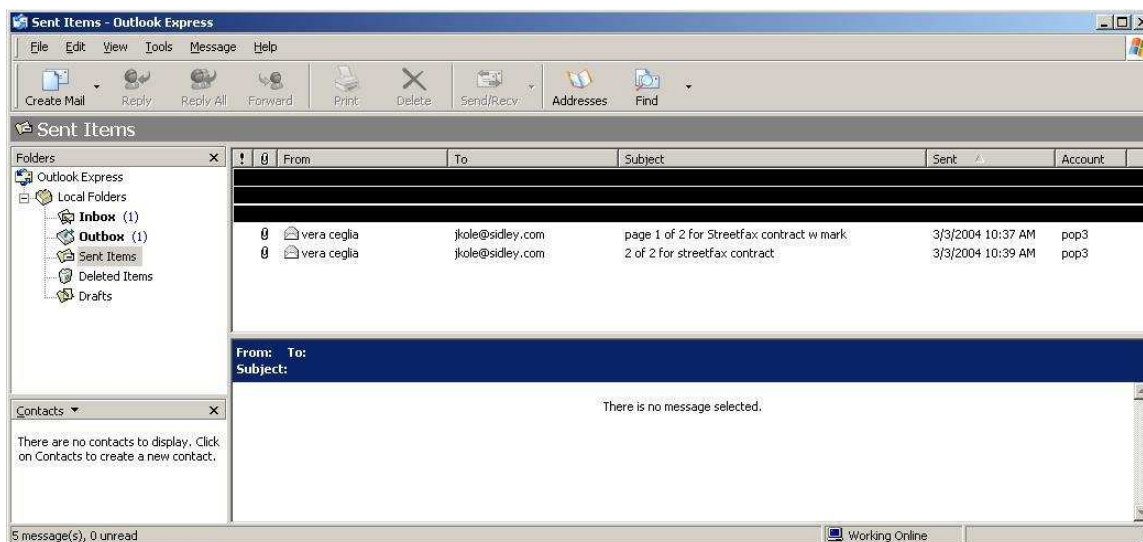 Sent Items - Outlook Express
File Edit View Tools Message Help
Create Mail Reply Reply All Forward Print Delete Send/Recv Addresses Find
Sent Items
Folders x ! From To Subject Sent Account
Outlook Express
Local Folders
Inbox (1)
Outbox (1)
Sent Items
Deleted Items
Drafts
vera ceglia jkole@sidley.com page 1 of 2 for Streetfax contract w mark 3/3/2004 10:37 AM pop3
vera ceglia jkole@sidley.com 2 of 2 for streetfax contract 3/3/2004 10:39 AM pop3
From: To:
Subject:
There is no message selected.
Contacts x
There are no contacts to display. Click
on Contacts to create a new contact.
5 message(s), 0 unread Working Online